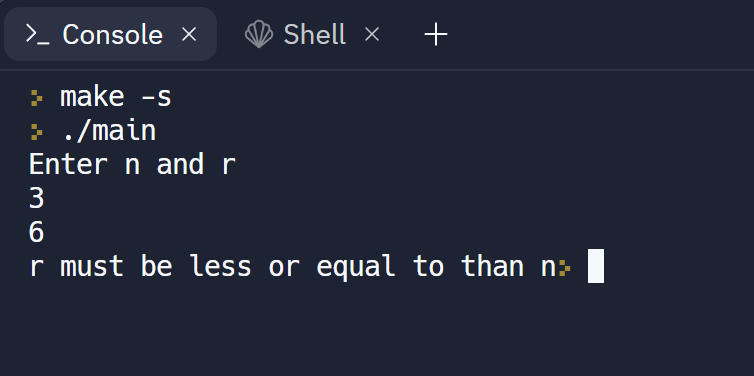 Console × Shell × +
make -s
./main
Enter n and r
3
6
r must be less or equal to than n